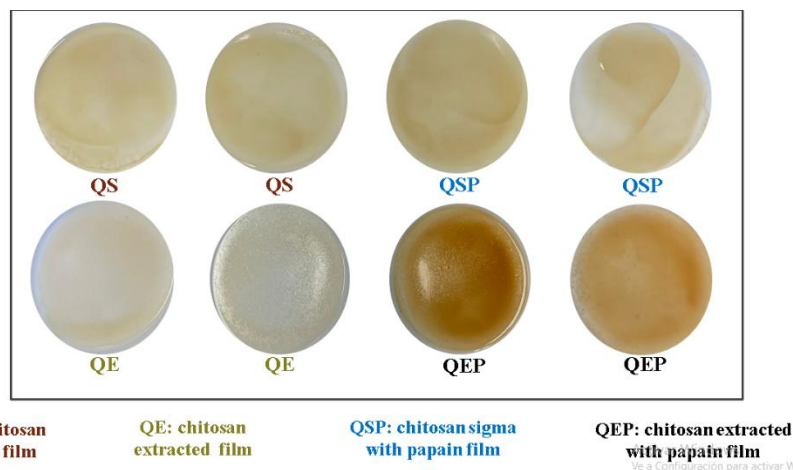 QS QS QSP QSP
QE QE QEP QEP
film
QE: chitosan
extracted film
QSP: chitosan sigma
with papain film
QEP: chitosan extracted
with papain film
Ve a Configuración para activar W